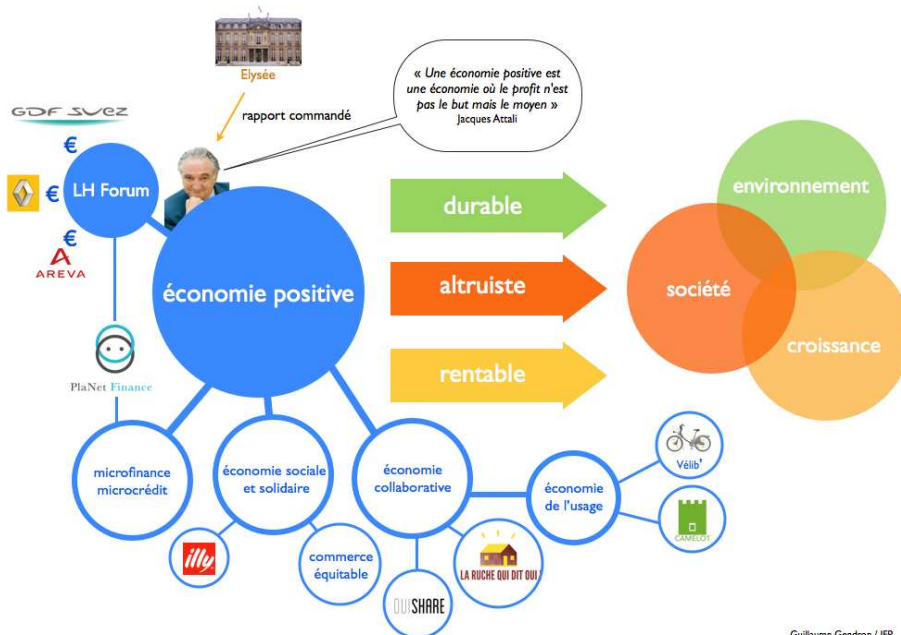 Elysée
rapport commandé
« Une économie positive est
une économie où le profit n'est
pas le but mais le moyen »
Jacques Attali
GDF SUEZ
€
LH Forum
€
€
AREVA
économie positive
durable
altruiste
rentable
environnement
société
croissance
PlaNet Finance
microfinance
microcrédit
économie sociale
et solidaire
économie
collaborative
économie
de l'usage
Vélib'
CAMELOT
illy
commerce
équitable
OUISHARE
LA RUCHE QUI DIT OUI
Guillaume Gendron / IEP